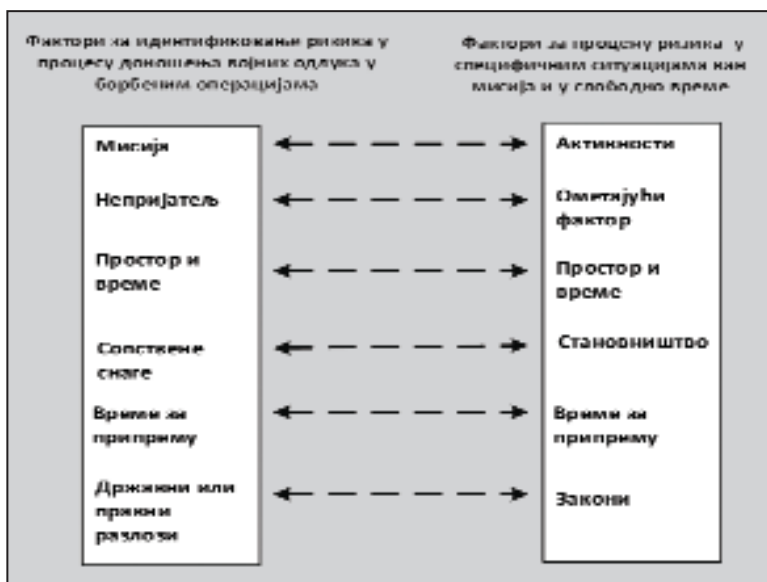 Фактори за идентификовање ризика у
процесу доношења војних одлука у
борбеним операцијама
Фактори за процену ризика у
специфичним ситуацијама ван
мисија и у слободно време
Мисија
Непријатељ
Простор и
време
Сопствене
снаге
Време за
припрему
Државни или
правни
разлози
Активности
Ометајући
фактор
Простор и
време
Становништво
Време за
припрему
Закони